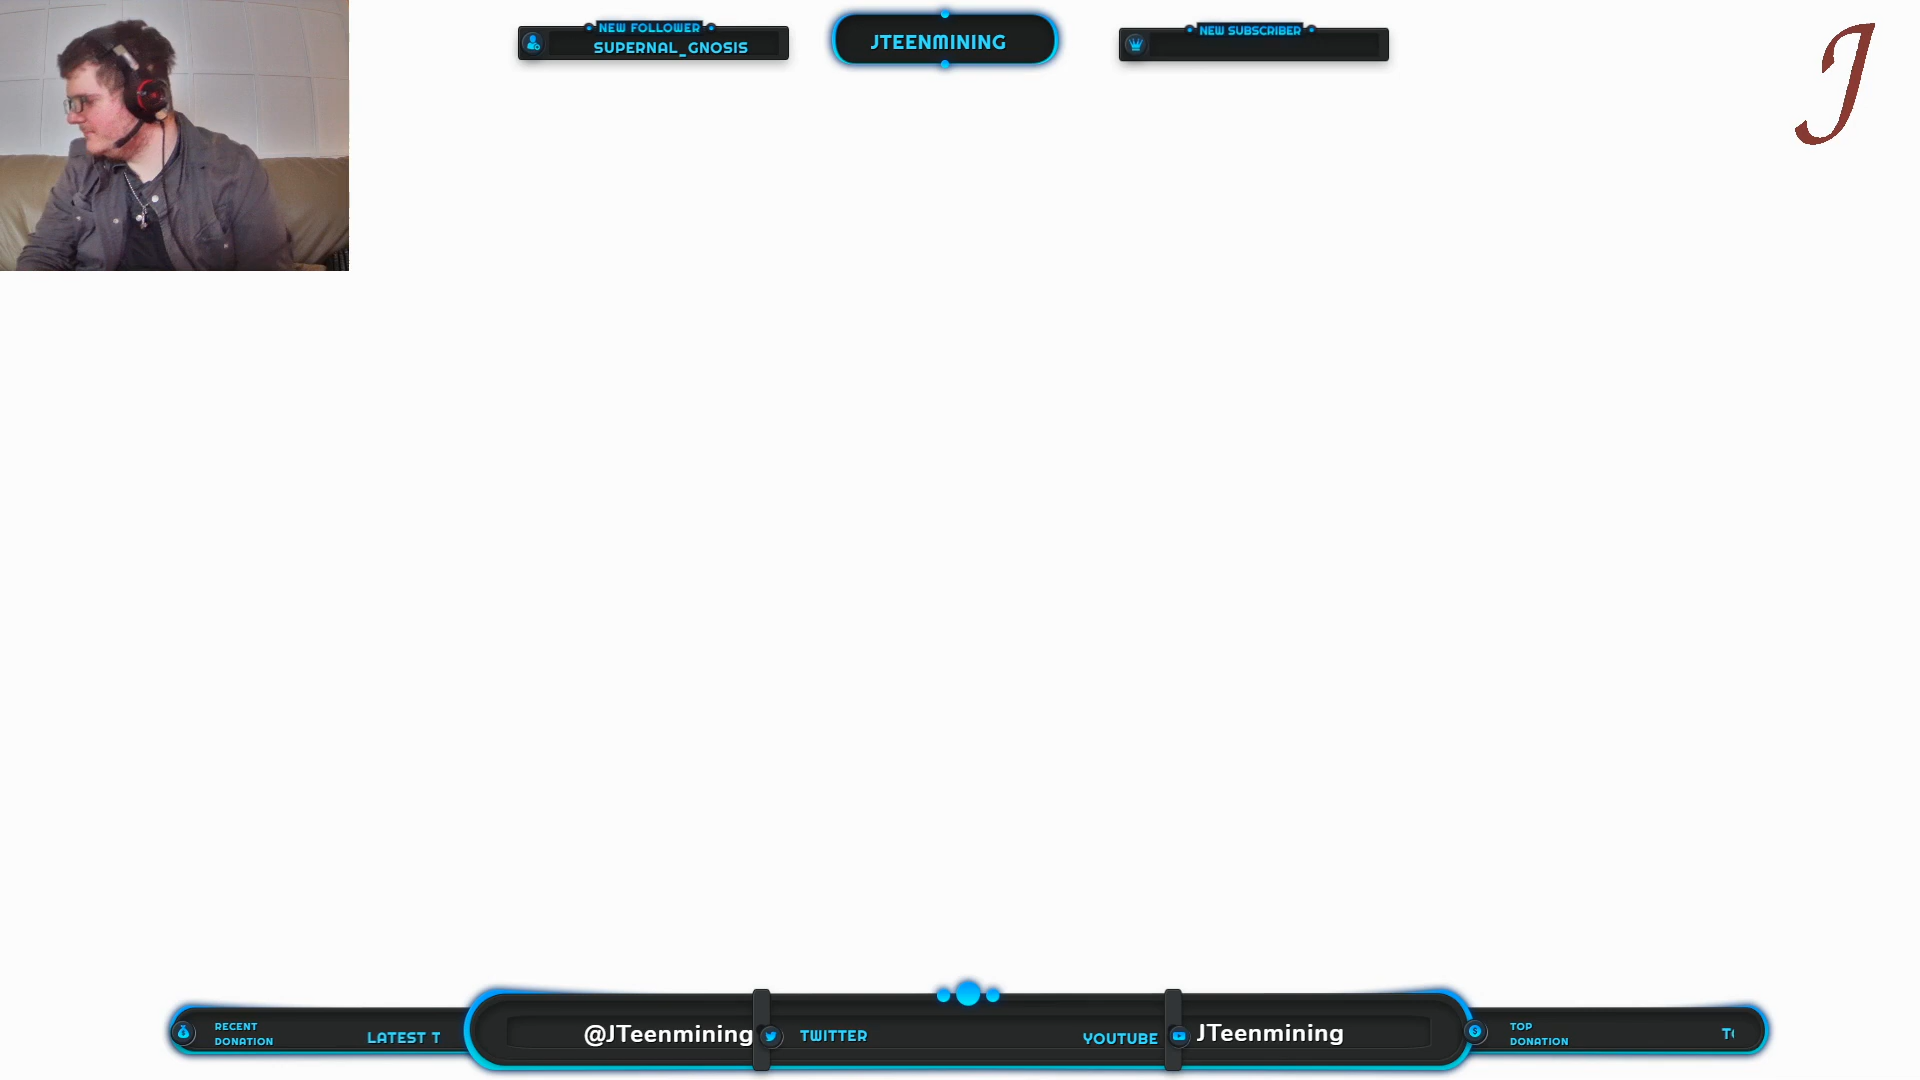 NEW FOLLOWER
SUPERNAL_GNOSIS
JTEENMINING
NEW SUBSCRIBER
J
RECENT
DONATION
LATEST T
@JTeenmining
TWITTER
YOUTUBE
JTeenmining
TOP
DONATION